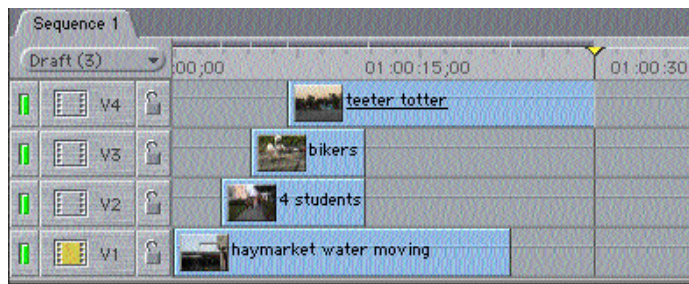 Sequence 1
Draft (3)
:00;00 01:00:15;00 01:00:30
V4 teeter totter
V3 bikers
V2 4 students
V1 haymarket water moving